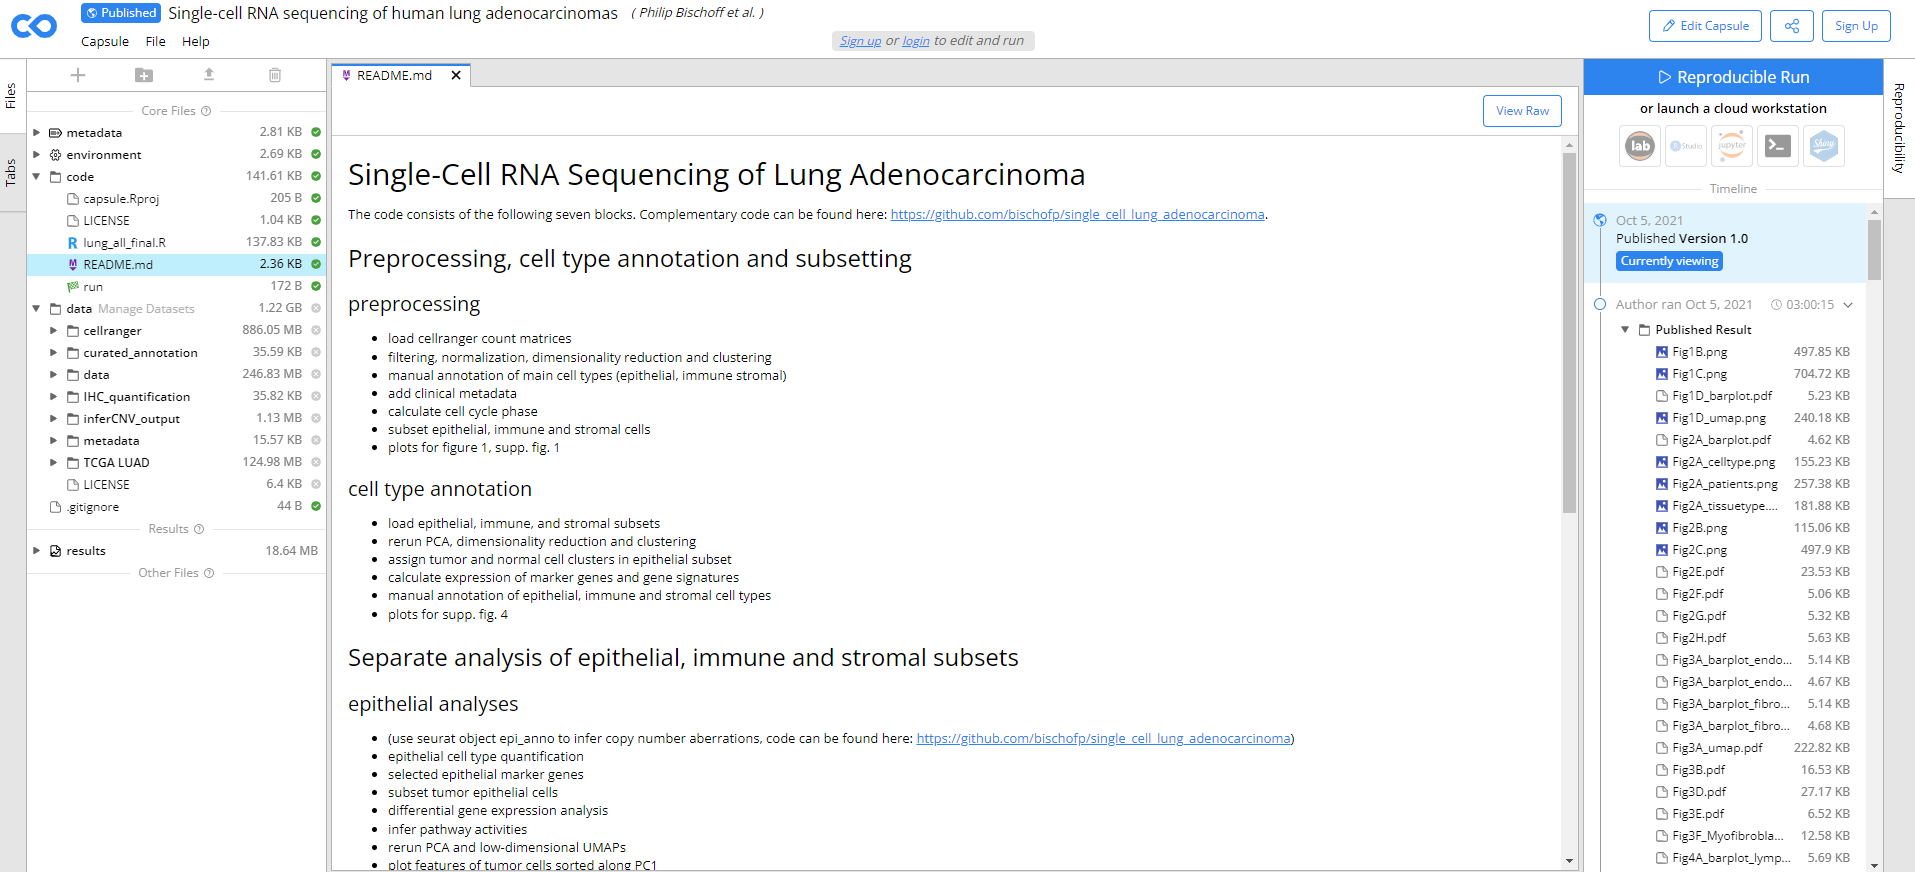 Published Single-cell RNA sequencing of human lung adenocarcinomas ( Philip Bischoff et al. )
Capsule File Help
Sign up or login to edit and run
Edit Capsule
Sign Up
Files
Tabs
Core Files
metadata 2.81 KB
environment 2.69 KB
code 141.61 KB
capsule.Rproj 205 B
LICENSE 1.04 KB
lung_all_final.R 137.83 KB
README.md 2.36 KB
run 172 B
data Manage Datasets 1.22 GB
cellranger 886.05 MB
curated_annotation 35.59 KB
data 246.83 MB
IHC_quantification 35.82 KB
inferCNV_output 1.13 MB
metadata 15.57 KB
TCGA LUAD 124.98 MB
LICENSE 6.4 KB
.gitignore 44 B
Results
results 18.64 MB
Other Files
README.md
View Raw
Single-Cell RNA Sequencing of Lung Adenocarcinoma
The code consists of the following seven blocks. Complementary code can be found here: https://github.com/bischofp/single_cell_lung_adenocarcinoma.
Preprocessing, cell type annotation and subsetting
preprocessing
load cellranger count matrices
filtering, normalization, dimensionality reduction and clustering
manual annotation of main cell types (epithelial, immune stromal)
add clinical metadata
calculate cell cycle phase
subset epithelial, immune and stromal cells
plots for figure 1, supp. fig. 1
cell type annotation
load epithelial, immune, and stromal subsets
rerun PCA, dimensionality reduction and clustering
assign tumor and normal cell clusters in epithelial subset
calculate expression of marker genes and gene signatures
manual annotation of epithelial, immune and stromal cell types
plots for supp. fig. 4
Separate analysis of epithelial, immune and stromal subsets
epithelial analyses
(use seurat object epi_anno to infer copy number aberrations, code can be found here: https://github.com/bischofp/single_cell_lung_adenocarcinoma)
epithelial cell type quantification
selected epithelial marker genes
subset tumor epithelial cells
differential gene expression analysis
infer pathway activities
rerun PCA and low-dimensional UMAPs
plot features of tumor cells sorted along PC1
Reproducible Run
or launch a cloud workstation
lab
Studio
jupyter
Shiny
Timeline
Oct 5, 2021
Published Version 1.0
Currently viewing
Author ran Oct 5, 2021 03:00:15
Published Result
Fig1B.png 497.85 KB
Fig1C.png 704.72 KB
Fig1D_barplot.pdf 5.23 KB
Fig1D_umap.png 240.18 KB
Fig2A_barplot.pdf 4.62 KB
Fig2A_celltype.png 155.23 KB
Fig2A_patients.png 257.38 KB
Fig2A_tissuetype.... 181.88 KB
Fig2B.png 115.06 KB
Fig2C.png 497.9 KB
Fig2E.pdf 23.53 KB
Fig2F.pdf 5.06 KB
Fig2G.pdf 5.32 KB
Fig2H.pdf 5.63 KB
Fig3A_barplot_endo... 5.14 KB
Fig3A_barplot_endo... 4.67 KB
Fig3A_barplot_fibro... 5.14 KB
Fig3A_barplot_fibro... 4.68 KB
Fig3A_umap.pdf 222.82 KB
Fig3B.pdf 16.53 KB
Fig3D.pdf 27.17 KB
Fig3E.pdf 6.52 KB
Fig3F_Myofibrobla... 12.58 KB
Fig4A_barplot_lymp... 5.69 KB
Reproducibility